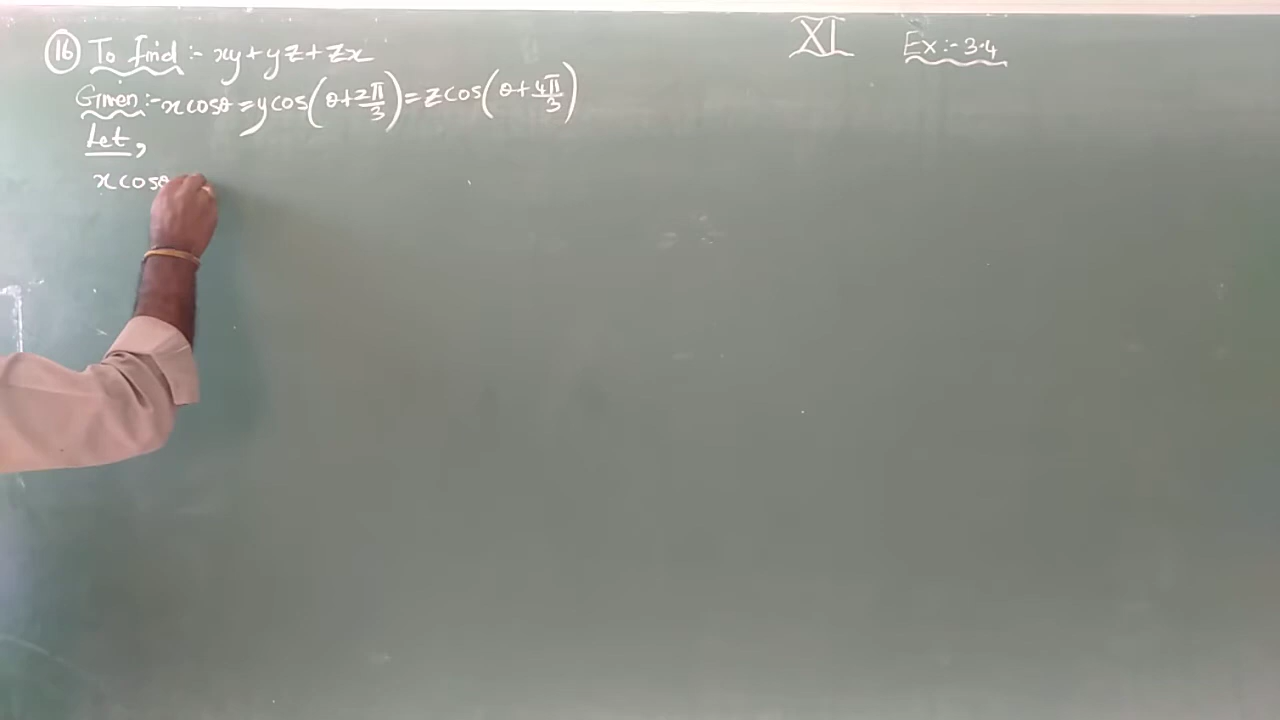 XI Ex:- 3.4
(16) To find :- xy+yz+zx
Given :- x cosθ = y cos(θ+2π/3) = z cos(θ+4π/3)
Let,
x cosθ